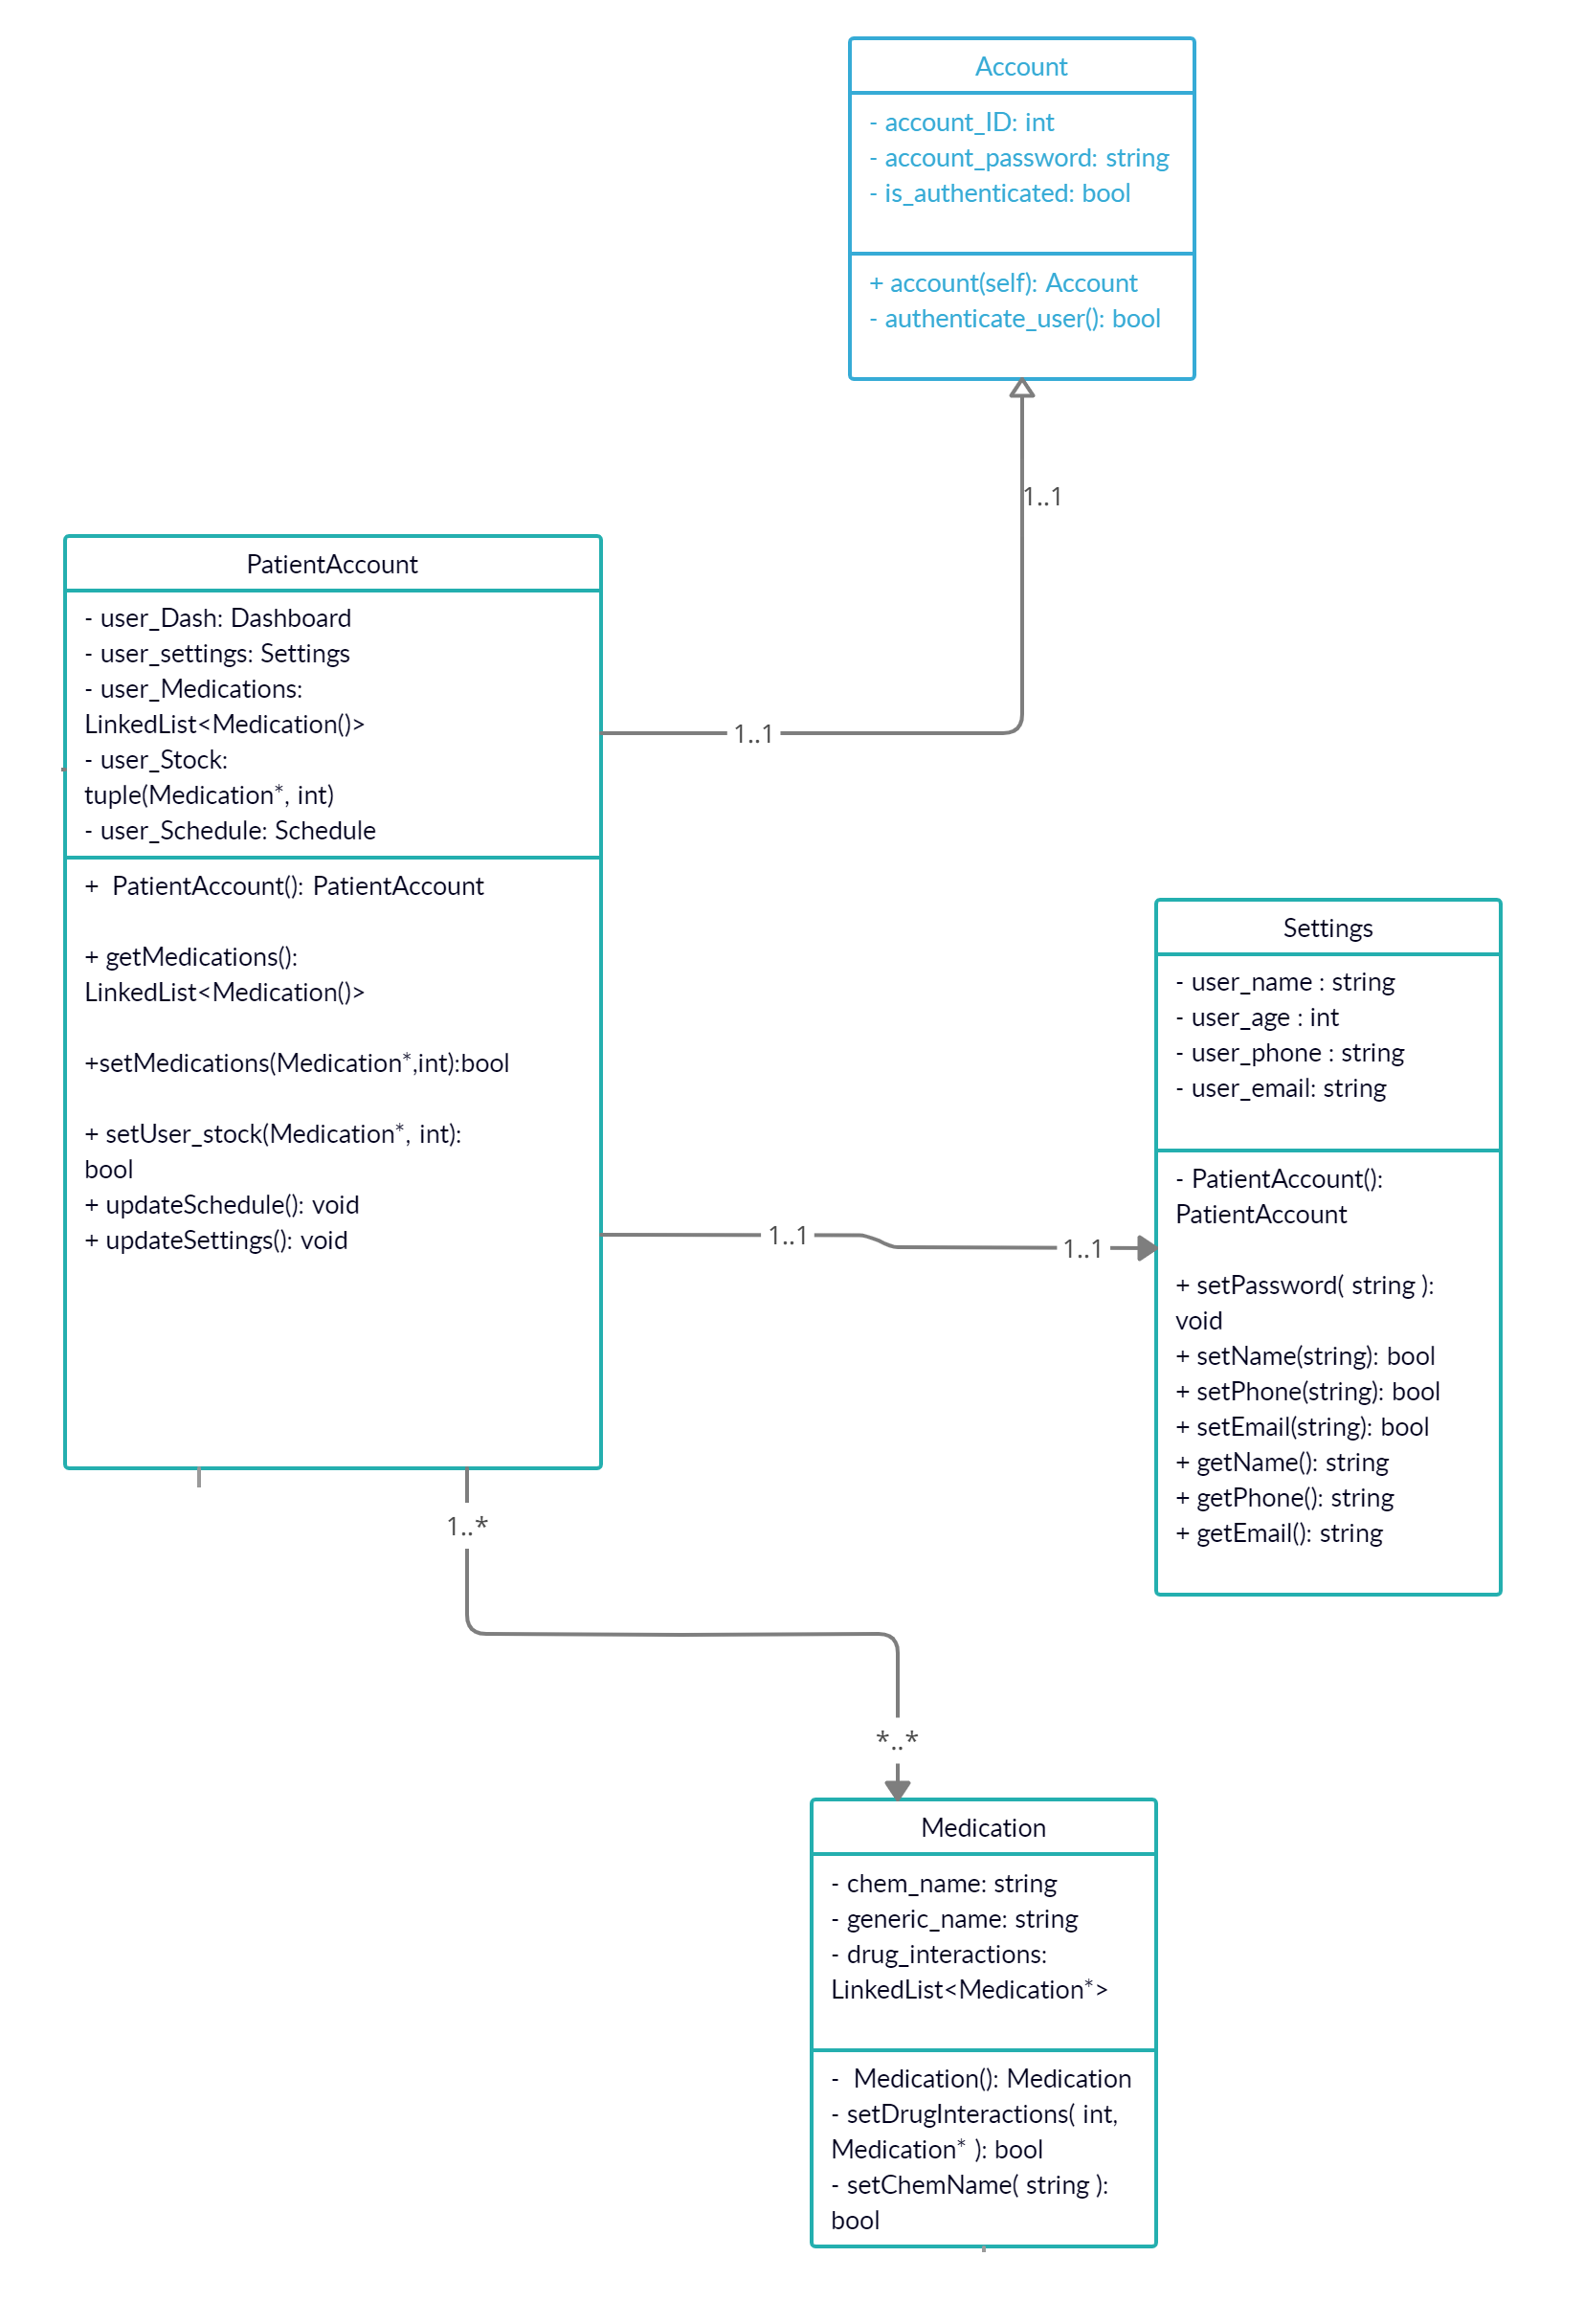 Account
- account_ID: int
- account_password: string
- is_authenticated: bool
+ account(self): Account
- authenticate_user(): bool
1..1
PatientAccount
- user_Dash: Dashboard
- user_settings: Settings
- user_Medications:
LinkedList<Medication()>
- user_Stock:
tuple(Medication*, int)
- user_Schedule: Schedule
+  PatientAccount(): PatientAccount
+ getMedications():
LinkedList<Medication()>
+setMedications(Medication*,int):bool
+ setUser_stock(Medication*, int):
bool
+ updateSchedule(): void
+ updateSettings(): void
1..1
Settings
- user_name : string
- user_age : int
- user_phone : string
- user_email: string
- PatientAccount():
PatientAccount
+ setPassword( string ):
void
+ setName(string): bool
+ setPhone(string): bool
+ setEmail(string): bool
+ getName(): string
+ getPhone(): string
+ getEmail(): string
1..1
1..1
1..*
*..*
Medication
- chem_name: string
- generic_name: string
- drug_interactions:
LinkedList<Medication*>
-  Medication(): Medication
- setDrugInteractions( int,
Medication* ): bool
- setChemName( string ):
bool